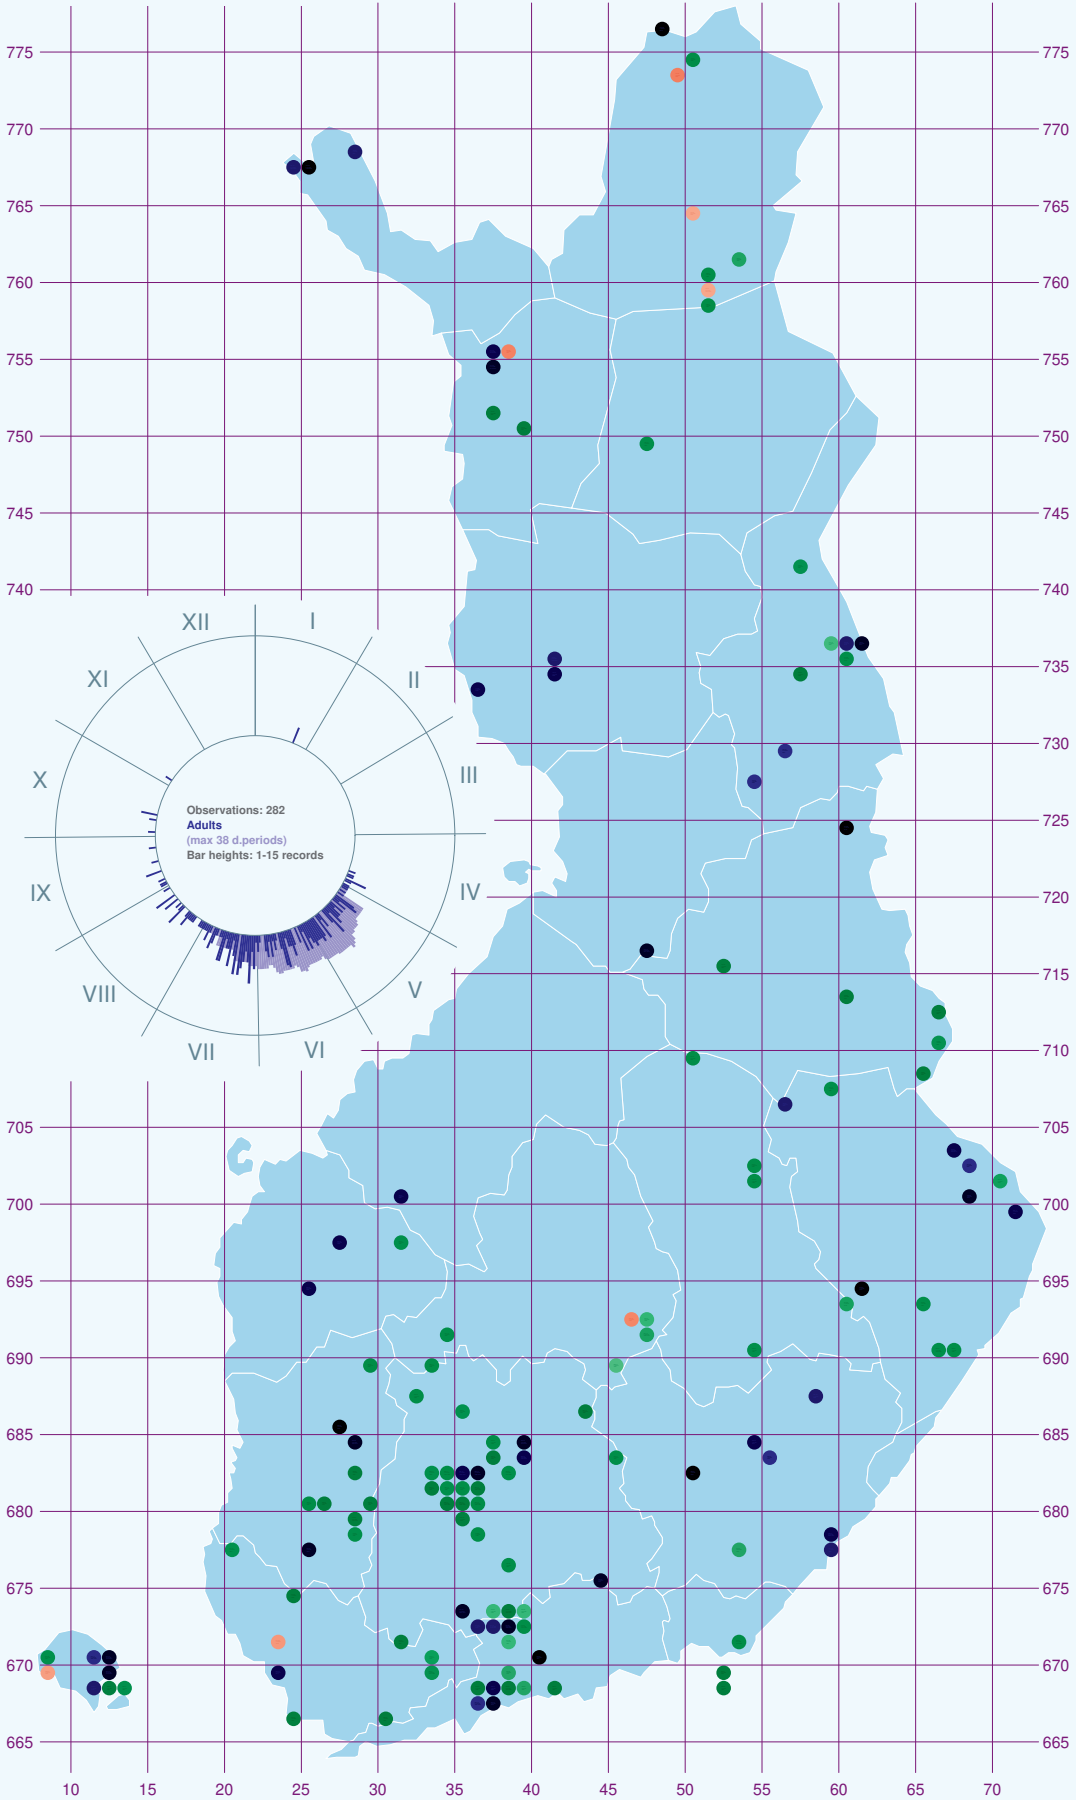 775 775
770 770
765 765
760 760
755 755
750 750
745 745
740 740
XII I
XI II
735
X III
730
Observations: 282
Adults
(max 38 d.periods)
Bar heights: 1-15 records
725
IX IV
720
VIII V
715
VII VI
710
705 705
700 700
695 695
690 690
685 685
680 680
675 675
670 670
665 665
10 15 20 25 30 35 40 45 50 55 60 65 70